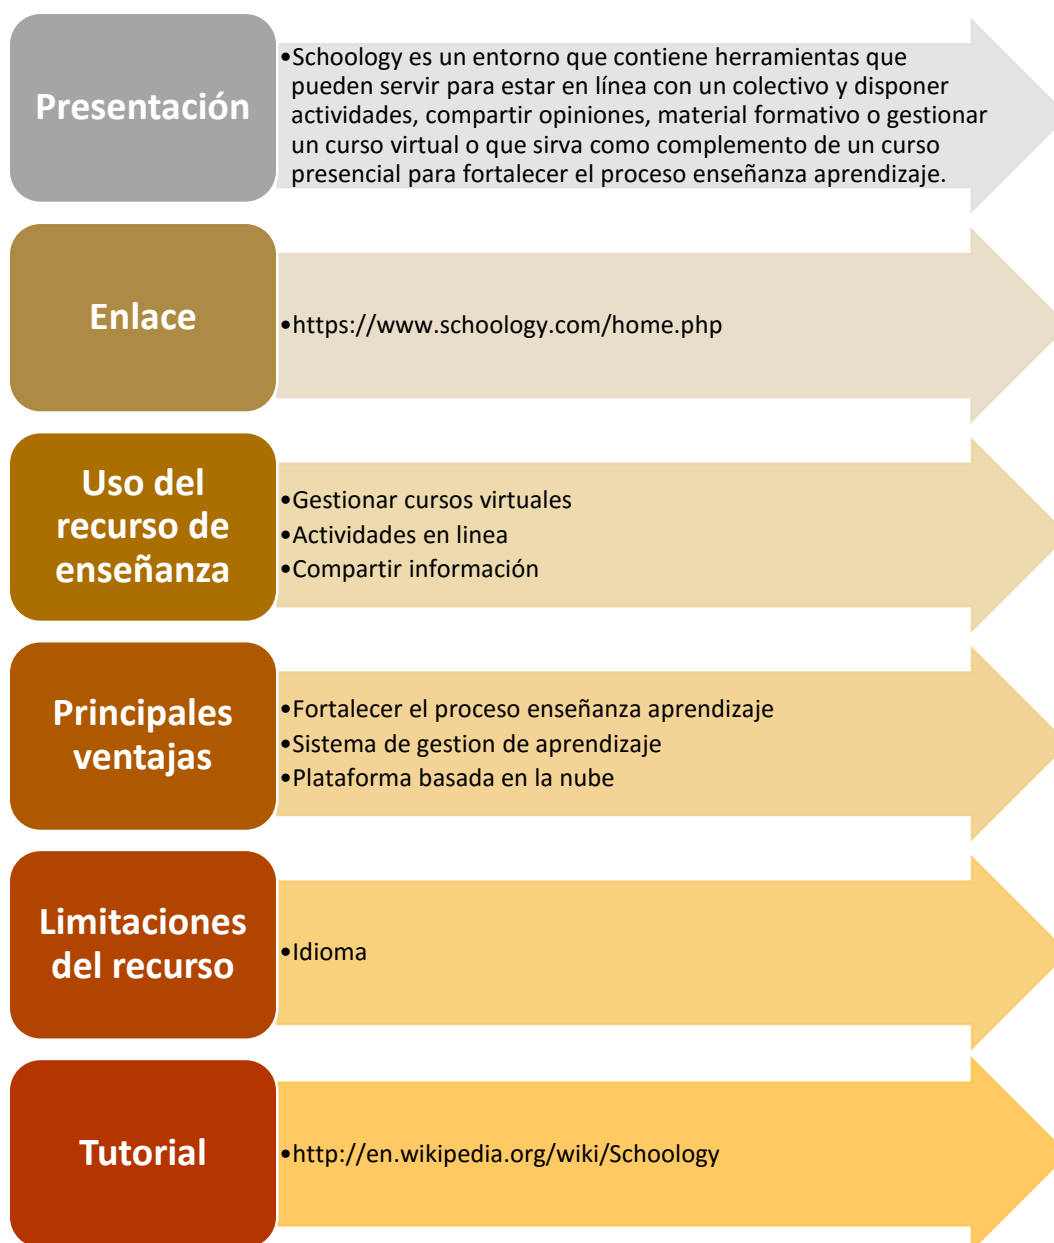 Presentación
•Schoology es un entorno que contiene herramientas que
pueden servir para estar en línea con un colectivo y disponer
actividades, compartir opiniones, material formativo o gestionar
un curso virtual o que sirva como complemento de un curso
presencial para fortalecer el proceso enseñanza aprendizaje.
Enlace
•https://www.schoology.com/home.php
Uso del
recurso de
enseñanza
•Gestionar cursos virtuales
•Actividades en linea
•Compartir información
Principales
ventajas
•Fortalecer el proceso enseñanza aprendizaje
•Sistema de gestion de aprendizaje
•Plataforma basada en la nube
Limitaciones
del recurso
•Idioma
Tutorial
•http://en.wikipedia.org/wiki/Schoology